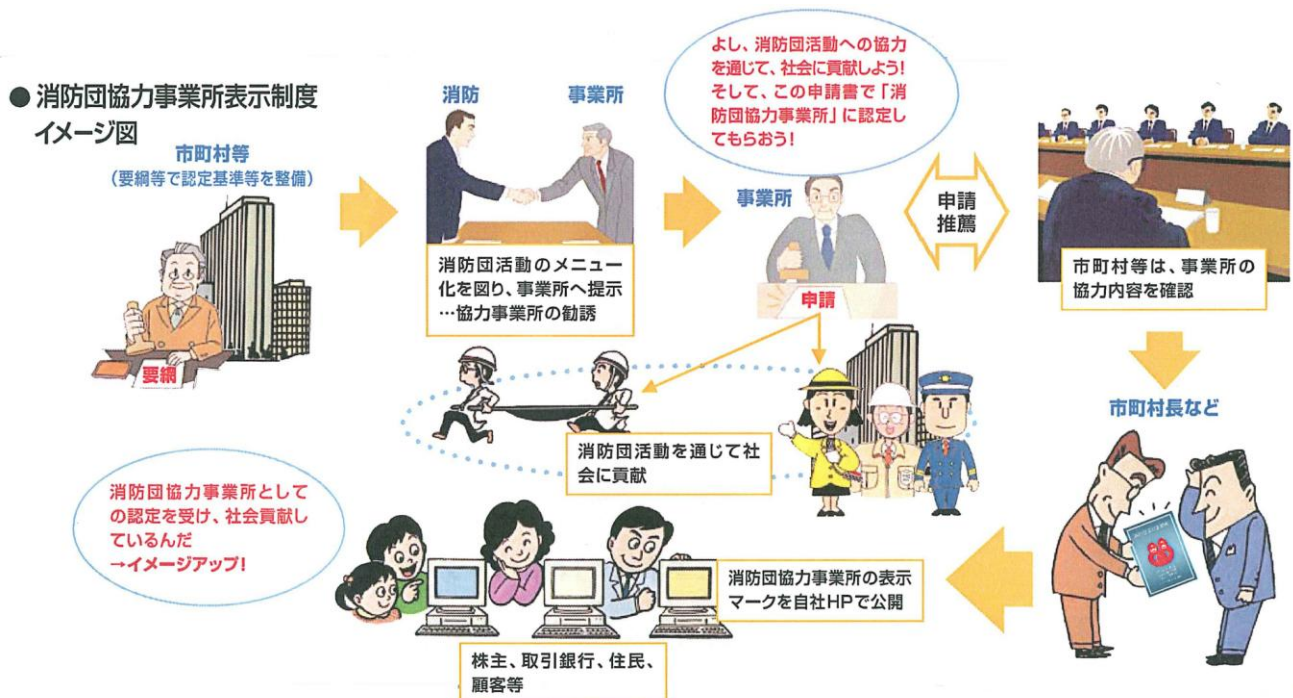 ● 消防団協力事業所表示制度
イメージ図
市町村等
（要綱等で認定基準等を整備）
要綱
消防
事業所
消防団活動のメニュー
化を図り、事業所へ提示
…協力事業所の勧誘
よし、消防団活動への協力
を通じて、社会に貢献しよう！
そして、この申請書で「消
防団協力事業所」に認定し
てもらおう！
事業所
申請
申請
推薦
市町村等は、事業所の
協力内容を確認
消防団活動を通じて社
会に貢献
市町村長など
消防団協力事業所として
の認定を受け、社会貢献し
ているんだ
→イメージアップ！
消防団協力事業所の表示
マークを自社HPで公開
株主、取引銀行、住民、
顧客等